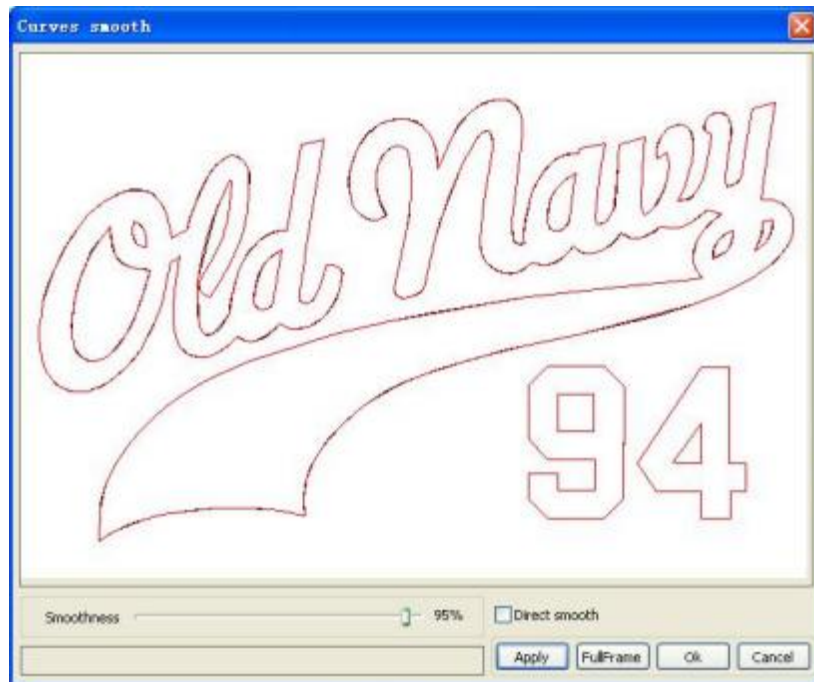 Curves smooth
Old Navy
94
Smoothness 95% Direct smooth
Apply FullFrame Ok Cancel